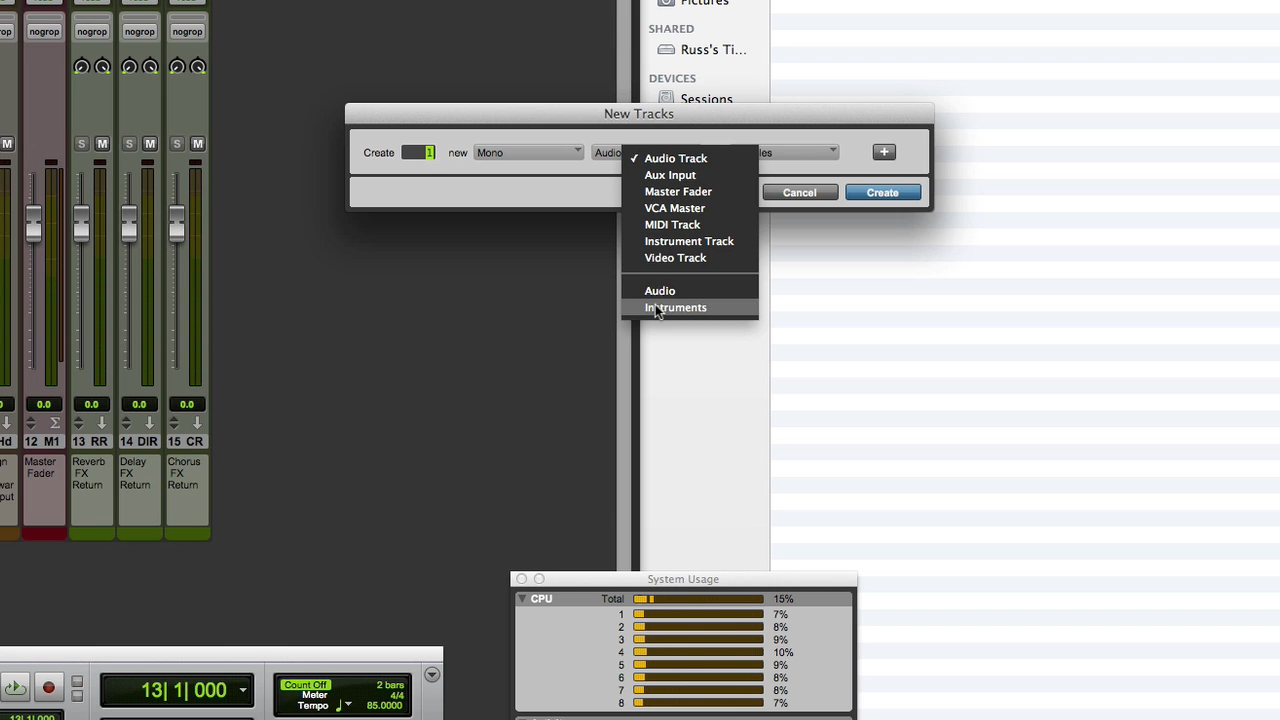 Pictures
nogrop nogrop nogrop nogrop
SHARED
Russ's Ti...
DEVICES
Sessions
New Tracks
Create 1 new Mono Audio
Audio Track
Aux Input
Master Fader
VCA Master
MIDI Track
Instrument Track
Video Track
Audio
Instruments
+
Cancel Create
M S M S M S M
0.0 0.0 0.0 0.0
12 M1 13 RR 14 DIR 15 CR
Master
Fader
Reverb
FX
Return
Delay
FX
Return
Chorus
FX
Return
System Usage
CPU Total 15%
1 7%
2 8%
3 9%
4 10%
5 9%
6 8%
7 8%
8 7%
13| 1| 000
Count Off 2 bars
Meter 4/4
Tempo 85.0000
13| 1| 000